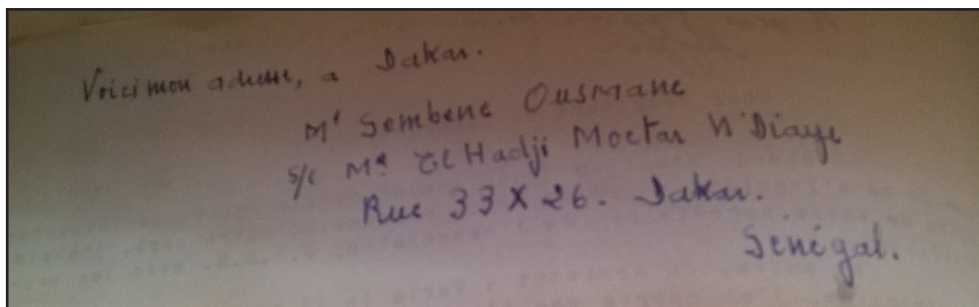 Voici mon adresse, a Dakar.
Mr Sembene Ousmane
s/c Mr El Hadji Moctar N'Diaye
Rue 33 X 26. Dakar.
Sénégal.